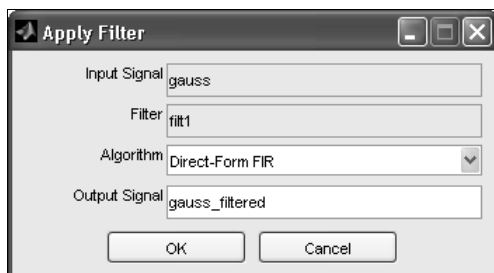 Apply Filter
Input Signal gauss
Filter filt1
Algorithm Direct-Form FIR
Output Signal gauss_filtered
OK Cancel